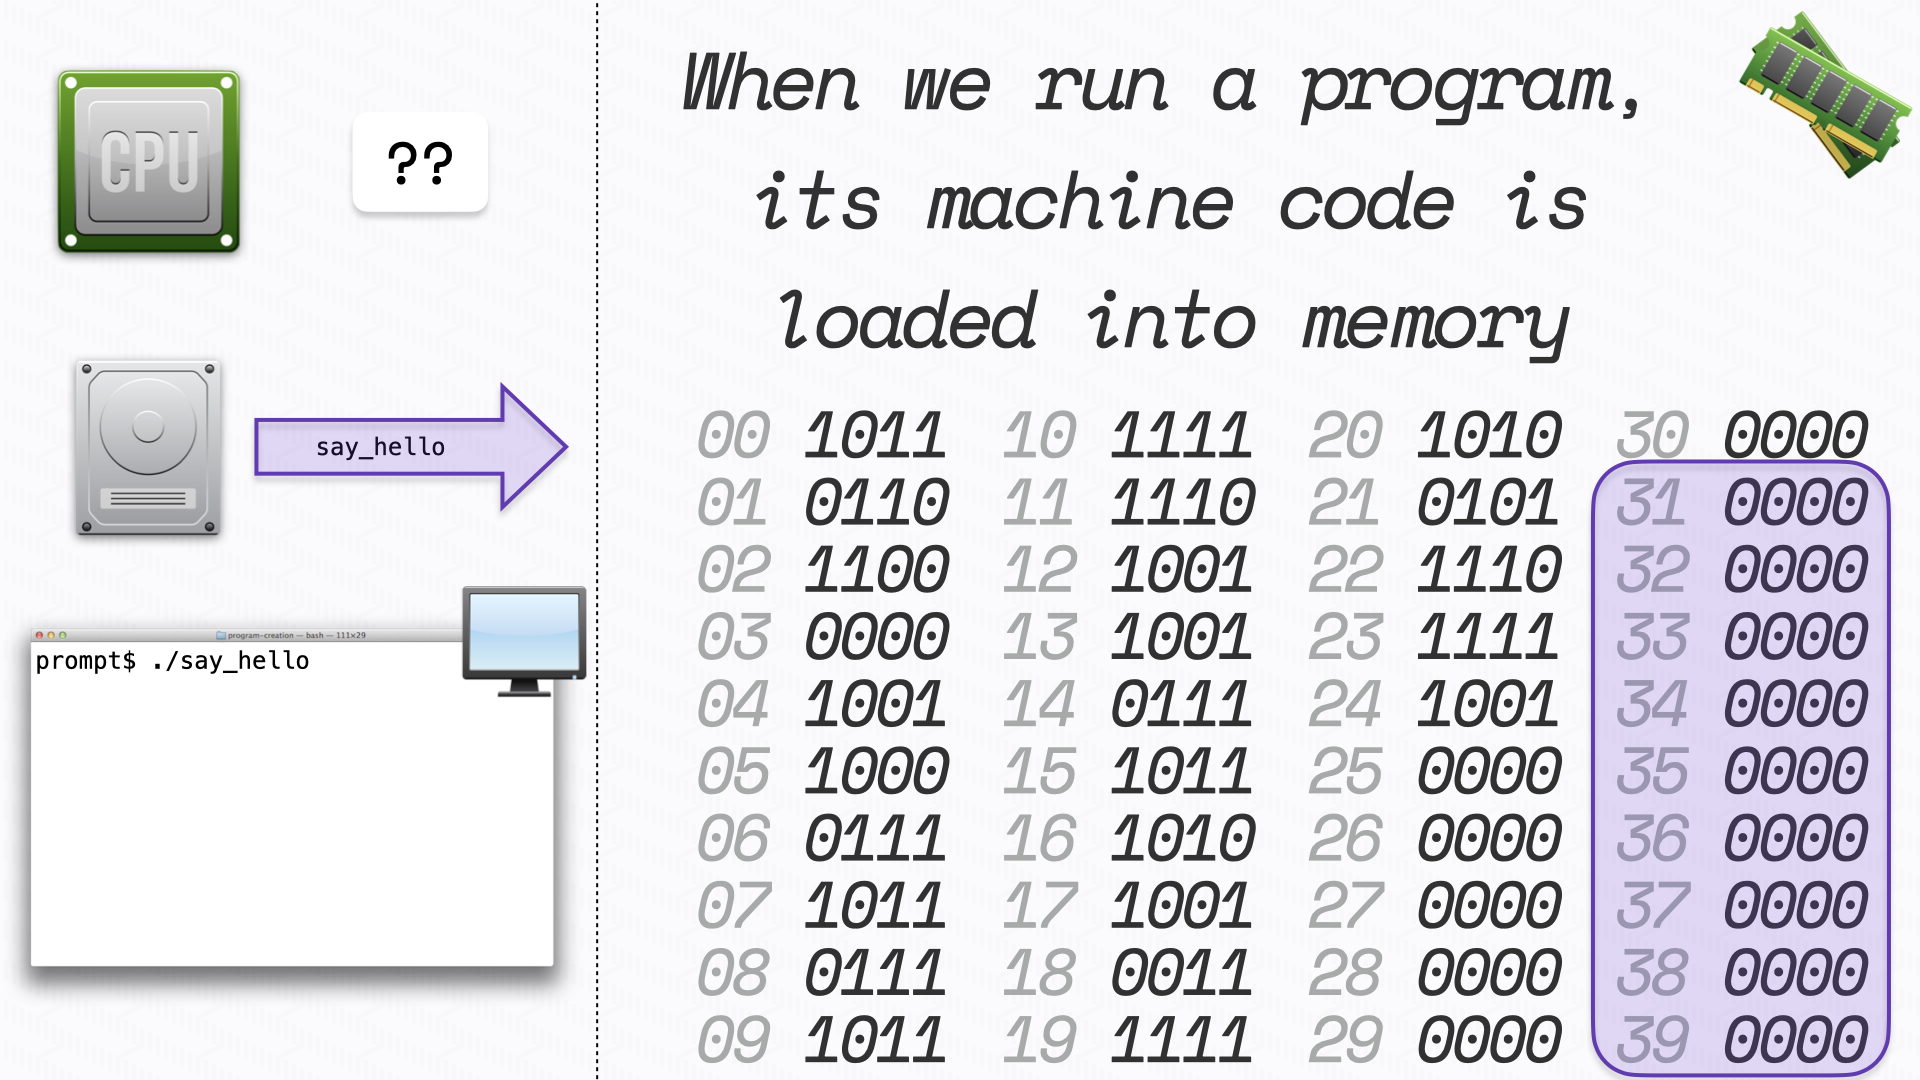 When we run a program,
its machine code is
loaded into memory
CPU
??
say_hello
program-creation — bash — 111×29
prompt$ ./say_hello
00 1011 10 1111 20 1010 30 0000
01 0110 11 1110 21 0101 31 0000
02 1100 12 1001 22 1110 32 0000
03 0000 13 1001 23 1111 33 0000
04 1001 14 0111 24 1001 34 0000
05 1000 15 1011 25 0000 35 0000
06 0111 16 1010 26 0000 36 0000
07 1011 17 1001 27 0000 37 0000
08 0111 18 0011 28 0000 38 0000
09 1011 19 1111 29 0000 39 0000